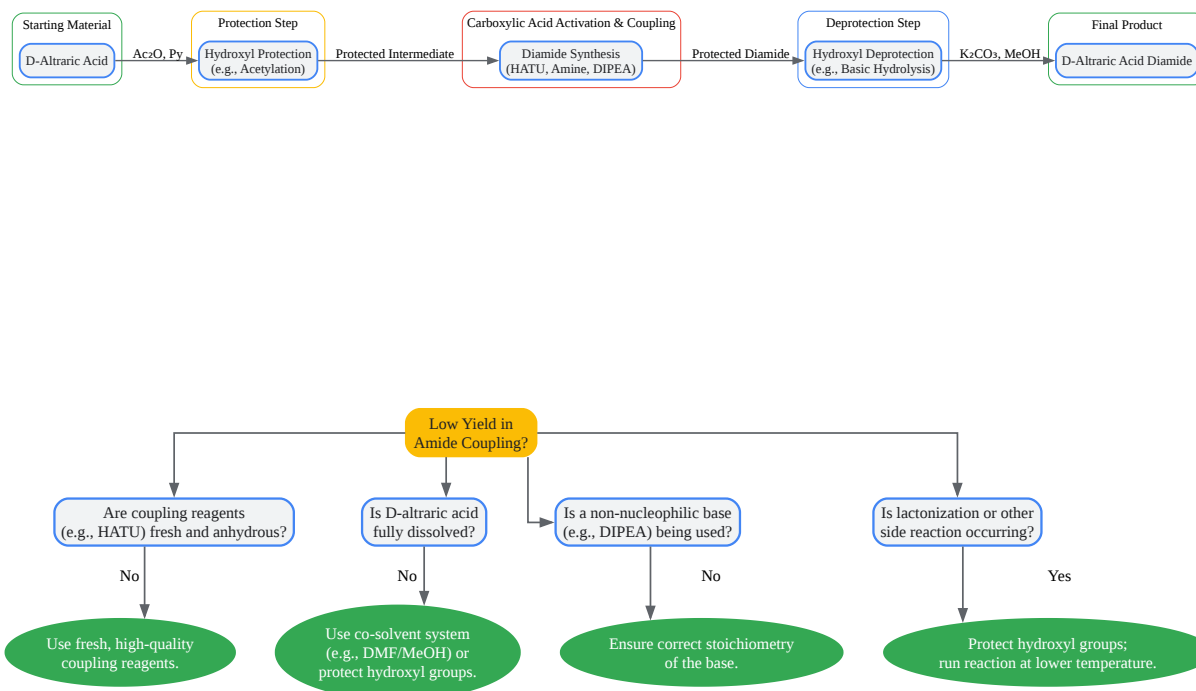 Starting Material
Protection Step
Carboxylic Acid Activation & Coupling
Deprotection Step
Final Product
D-Altraric Acid
Ac₂O, Py
Hydroxyl Protection
(e.g., Acetylation)
Protected Intermediate
Diamide Synthesis
(HATU, Amine, DIPEA)
Protected Diamide
Hydroxyl Deprotection
(e.g., Basic Hydrolysis)
K₂CO₃, MeOH
D-Altraric Acid Diamide
Low Yield in
Amide Coupling?
Are coupling reagents
(e.g., HATU) fresh and anhydrous?
Is D-altraric acid
fully dissolved?
Is a non-nucleophilic base
(e.g., DIPEA) being used?
Is lactonization or other
side reaction occurring?
No
No
No
Yes
Use fresh, high-quality
coupling reagents.
Use co-solvent system
(e.g., DMF/MeOH) or
protect hydroxyl groups.
Ensure correct stoichiometry
of the base.
Protect hydroxyl groups;
run reaction at lower temperature.